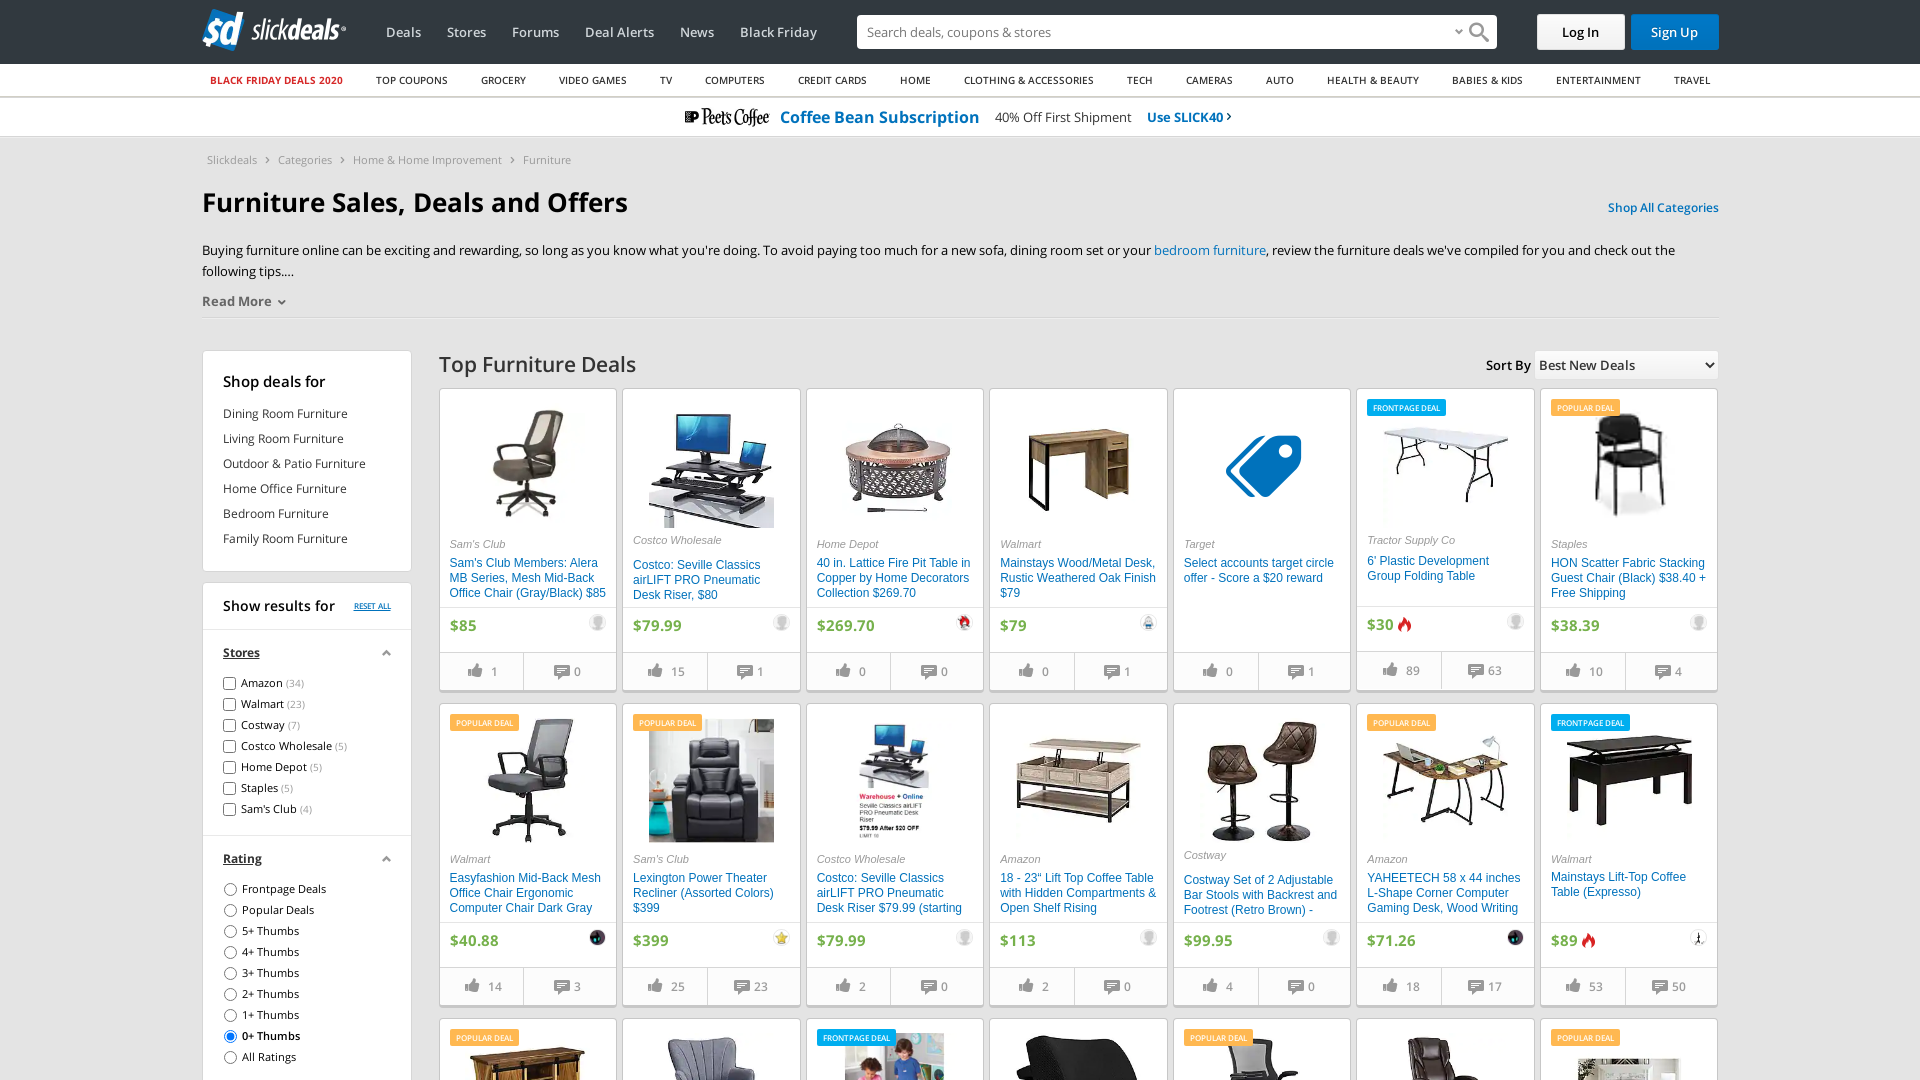 slickdeals
Deals
Stores
Forums
Deal Alerts
News
Black Friday
Search deals, coupons & stores
Log In
Sign Up
BLACK FRIDAY DEALS 2020
TOP COUPONS
GROCERY
VIDEO GAMES
TV
COMPUTERS
CREDIT CARDS
HOME
CLOTHING & ACCESSORIES
TECH
CAMERAS
AUTO
HEALTH & BEAUTY
BABIES & KIDS
ENTERTAINMENT
TRAVEL
Peet's Coffee Coffee Bean Subscription 40% Off First Shipment Use SLICK40 ›
Slickdeals › Categories › Home & Home Improvement › Furniture
Furniture Sales, Deals and Offers
Shop All Categories
Buying furniture online can be exciting and rewarding, so long as you know what you're doing. To avoid paying too much for a new sofa, dining room set or your bedroom furniture, review the furniture deals we've compiled for you and check out the
following tips....
Read More
Shop deals for
Dining Room Furniture
Living Room Furniture
Outdoor & Patio Furniture
Home Office Furniture
Bedroom Furniture
Family Room Furniture
Show results for
RESET ALL
Stores
Amazon (34)
Walmart (23)
Costway (7)
Costco Wholesale (5)
Home Depot (5)
Staples (5)
Sam's Club (4)
Rating
Frontpage Deals
Popular Deals
5+ Thumbs
4+ Thumbs
3+ Thumbs
2+ Thumbs
1+ Thumbs
0+ Thumbs
All Ratings
Top Furniture Deals
Sort By Best New Deals
Sam's Club
Sam's Club Members: Alera
MB Series, Mesh Mid-Back
Office Chair (Gray/Black) $85
$85
1
0
Costco Wholesale
Costco: Seville Classics
airLIFT PRO Pneumatic
Desk Riser, $80
$79.99
15
1
Home Depot
40 in. Lattice Fire Pit Table in
Copper by Home Decorators
Collection $269.70
$269.70
0
0
Walmart
Mainstays Wood/Metal Desk,
Rustic Weathered Oak Finish
$79
$79
0
1
Target
Select accounts target circle
offer - Score a $20 reward
0
1
FRONTPAGE DEAL
Tractor Supply Co
6' Plastic Development
Group Folding Table
$30
89
63
POPULAR DEAL
Staples
HON Scatter Fabric Stacking
Guest Chair (Black) $38.40 +
Free Shipping
$38.39
10
4
POPULAR DEAL
Walmart
Easyfashion Mid-Back Mesh
Office Chair Ergonomic
Computer Chair Dark Gray
$40.88
14
3
POPULAR DEAL
Sam's Club
Lexington Power Theater
Recliner (Assorted Colors)
$399
$399
25
23
Warehouse + Online
Seville Classics airLIFT
PRO Pneumatic Desk
Riser
$79.99 After $20 OFF
Costco Wholesale
Costco: Seville Classics
airLIFT PRO Pneumatic
Desk Riser $79.99 (starting
$79.99
2
0
Amazon
18 - 23“ Lift Top Coffee Table
with Hidden Compartments &
Open Shelf Rising
$113
2
0
Costway
Costway Set of 2 Adjustable
Bar Stools with Backrest and
Footrest (Retro Brown) -
$99.95
4
0
POPULAR DEAL
Amazon
YAHEETECH 58 x 44 inches
L-Shape Corner Computer
Gaming Desk, Wood Writing
$71.26
18
17
FRONTPAGE DEAL
Walmart
Mainstays Lift-Top Coffee
Table (Expresso)
$89
53
50
POPULAR DEAL
FRONTPAGE DEAL
POPULAR DEAL
POPULAR DEAL